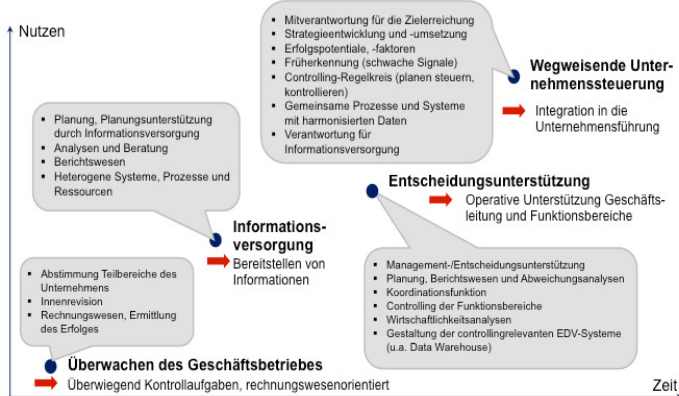 Nutzen
▪ Mitverantwortung für die Zielerreichung
▪ Strategieentwicklung und -umsetzung
▪ Erfolgspotentiale, -faktoren
▪ Früherkennung (schwache Signale)
▪ Controlling-Regelkreis (planen steuern,
kontrollieren)
▪ Gemeinsame Prozesse und Systeme
mit harmonisierten Daten
▪ Verantwortung für
Informationsversorgung
Wegweisende Unter-
nehmenssteuerung
Integration in die
Unternehmensführung
▪ Planung, Planungsunterstützung
durch Informationsversorgung
▪ Analysen und Beratung
▪ Berichtswesen
▪ Heterogene Systeme, Prozesse und
Ressourcen
Entscheidungsunterstützung
Operative Unterstützung Geschäfts-
leitung und Funktionsbereiche
Informations-
versorgung
Bereitstellen von
Informationen
▪ Management-/Entscheidungsunterstützung
▪ Planung, Berichtswesen und Abweichungsanalysen
▪ Koordinationsfunktion
▪ Controlling der Funktionsbereiche
▪ Wirtschaftlichkeitsanalysen
▪ Gestaltung der controllingrelevanten EDV-Systeme
(u.a. Data Warehouse)
▪ Abstimmung Teilbereiche des
Unternehmens
▪ Innenrevision
▪ Rechnungswesen, Ermittlung
des Erfolges
Überwachen des Geschäftsbetriebes
Überwiegend Kontrollaufgaben, rechnungswesenorientiert
Zeit